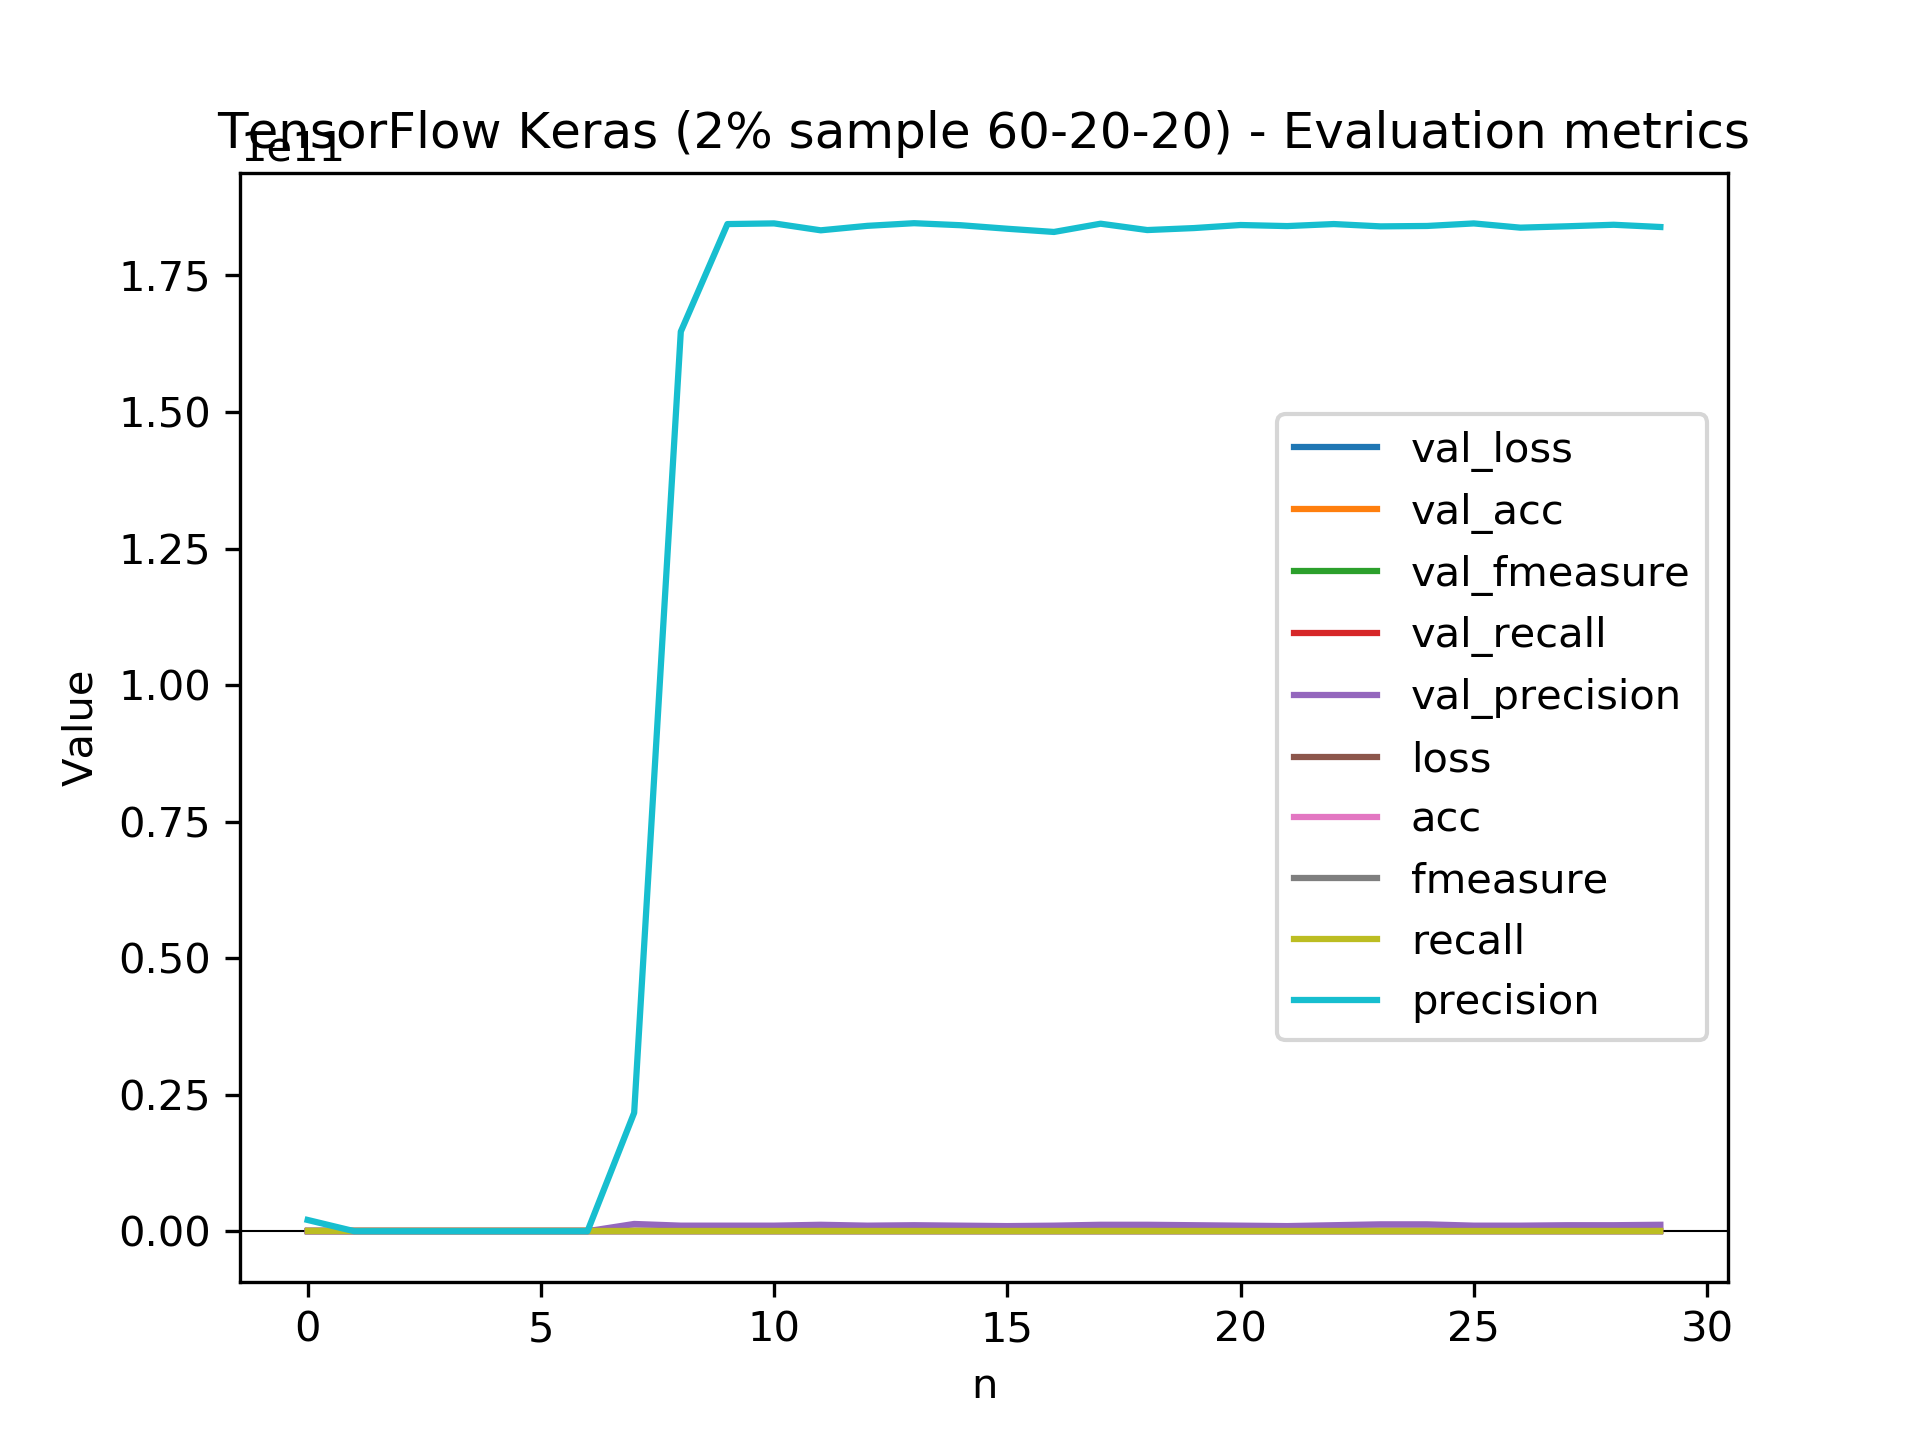 TensorFlow Keras (2% sample 60-20-20) - Evaluation metrics
1e11
1.75
1.50
1.25
1.00
0.75
0.50
0.25
0.00
Value
val_loss
val_acc
val_fmeasure
val_recall
val_precision
loss
acc
fmeasure
recall
precision
0 5 10 15 20 25 30
n